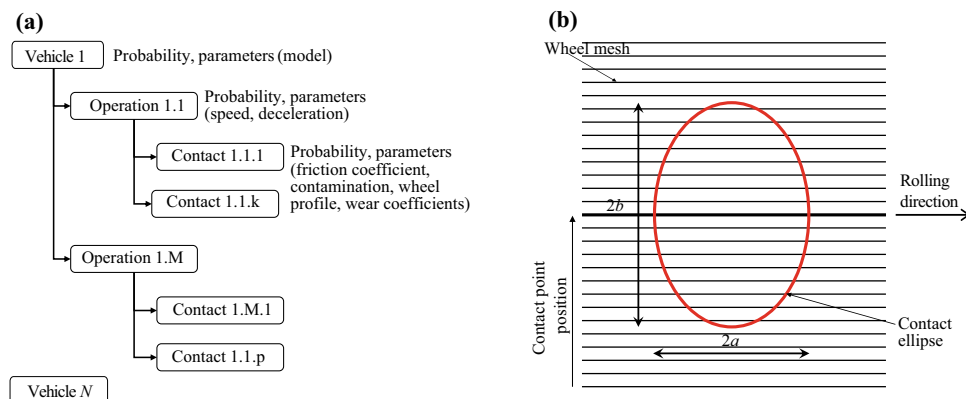 (a)
Vehicle 1
Probability, parameters (model)
Operation 1.1
Probability, parameters
(speed, deceleration)
Contact 1.1.1
Probability, parameters
(friction coefficient,
contamination, wheel
profile, wear coefficients)
Contact 1.1.k
Operation 1.M
Contact 1.M.1
Contact 1.1.p
Vehicle N
(b)
Wheel mesh
Rolling
direction
2b
Contact point
position
2a
Contact
ellipse